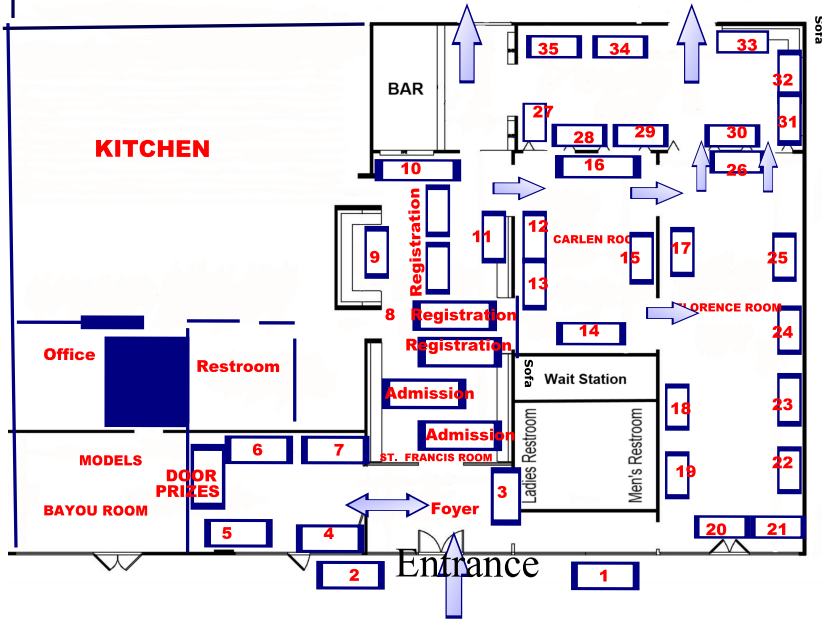 Sofa
35
34
33
32
BAR
27
28
29
30
31
KITCHEN
10
16
26
Registration
11
12
CARLEN ROO
15
17
25
9
13
8
Registration
FLORENCE ROOM
14
24
Office
Restroom
Registration
Sofa
Wait Station
Admission
18
23
6
7
Admission
MODELS
ST. FRANCIS ROOM
DOOR
PRIZES
Ladies Restroom
Men's Restroom
19
22
3
BAYOU ROOM
Foyer
5
4
20
21
Entrance
2
1